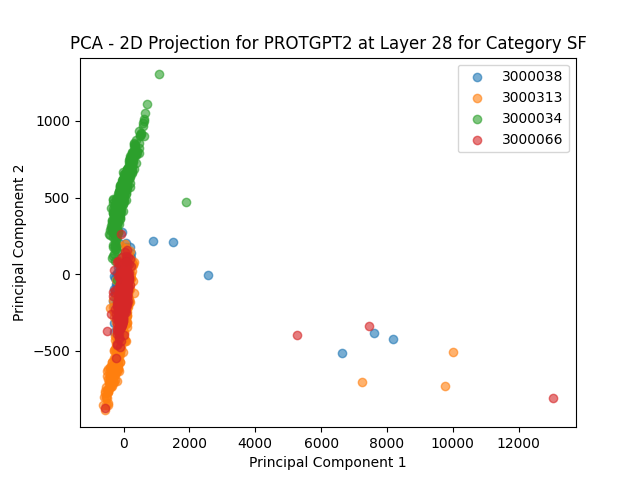 PCA - 2D Projection for PROTGPT2 at Layer 28 for Category SF
3000038
3000313
3000034
3000066
1000
500
0
−500
Principal Component 2
0 2000 4000 6000 8000 10000 12000
Principal Component 1